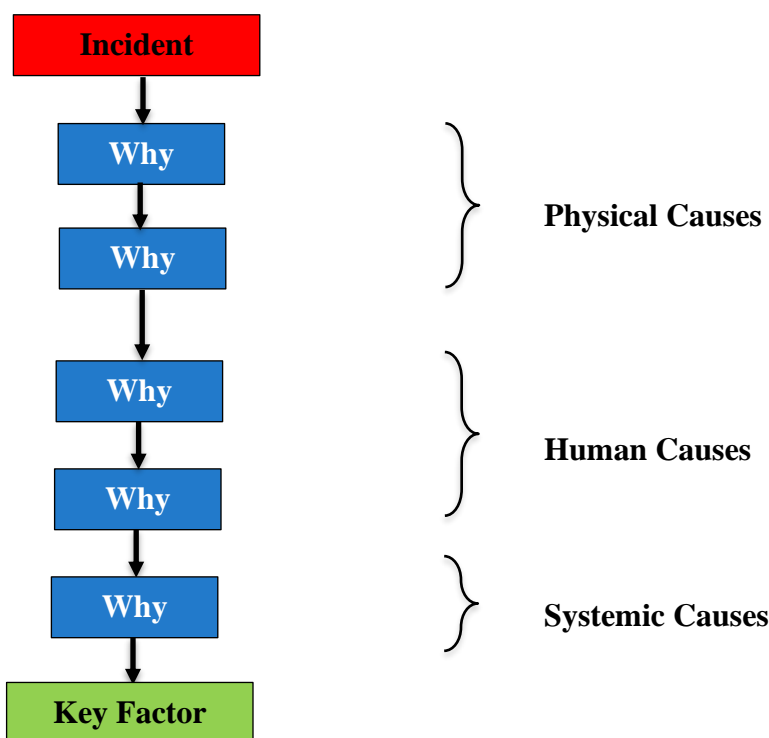 Incident
Why
Why
Physical Causes
Why
Human Causes
Why
Why
Systemic Causes
Key Factor